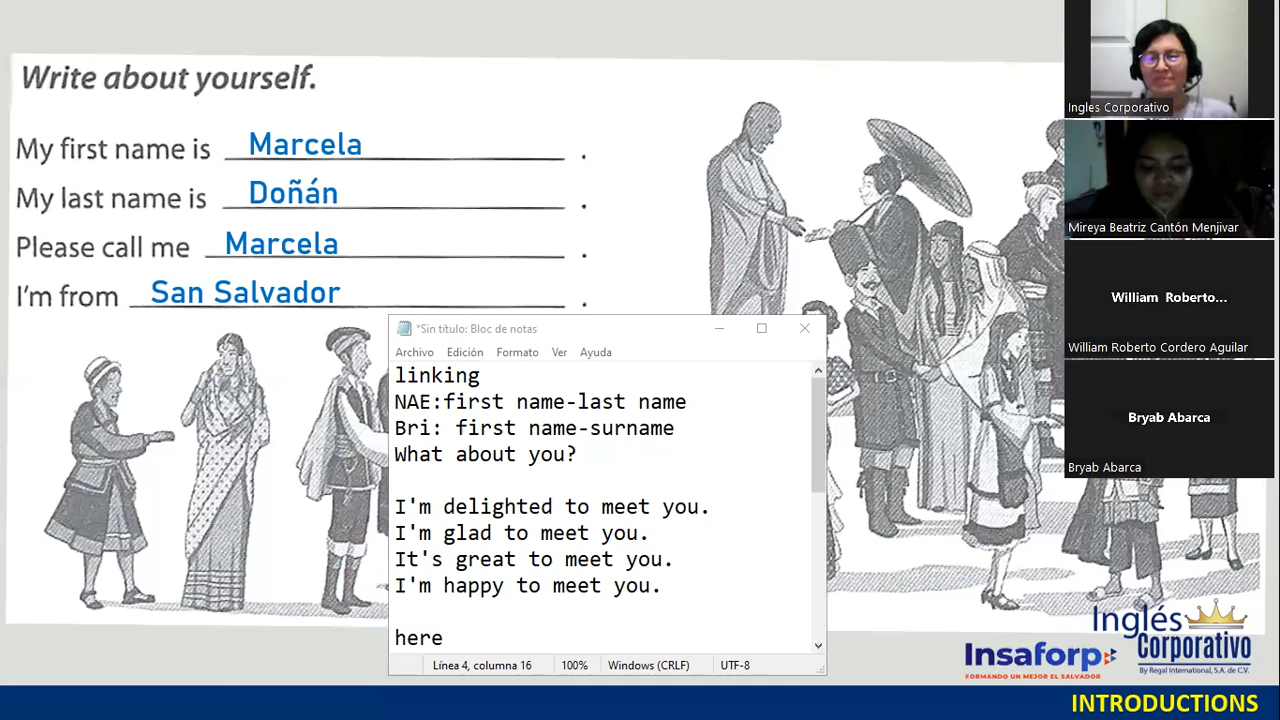 Write about yourself.
My first name is Marcela .
My last name is Doñán .
Please call me Marcela .
I'm from San Salvador .
*Sin título: Bloc de notas
Archivo Edición Formato Ver Ayuda
linking
NAE:first name-last name
Bri: first name-surname
What about you?
I'm delighted to meet you.
I'm glad to meet you.
It's great to meet you.
I'm happy to meet you.
here
Línea 4, columna 16 100% Windows (CRLF) UTF-8
Ingles Corporativo
Mireya Beatriz Cantón Menjivar
William Roberto...
William Roberto Cordero Aguilar
Bryab Abarca
Bryab Abarca
Insaforp
FORMANDO UN MEJOR EL SALVADOR
Inglés
Corporativo
By Regal International, S.A. de C.V.
INTRODUCTIONS